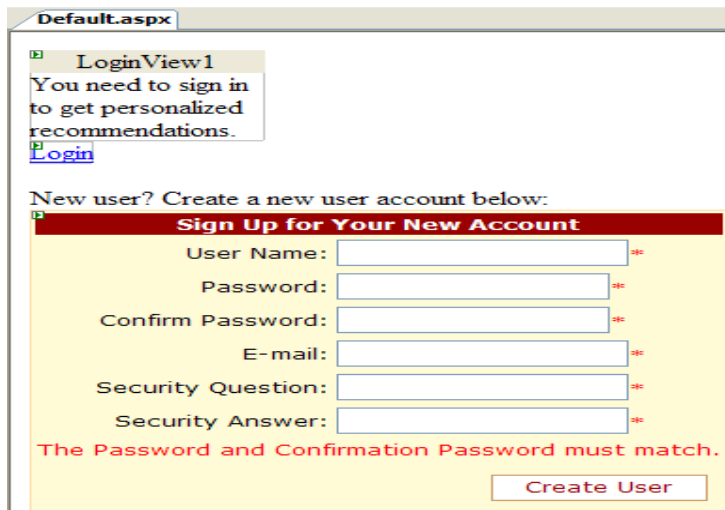 Default.aspx
LoginView1
You need to sign in
to get personalized
recommendations.
Login
New user? Create a new user account below:
Sign Up for Your New Account
User Name: *
Password: *
Confirm Password: *
E-mail: *
Security Question: *
Security Answer: *
The Password and Confirmation Password must match.
Create User